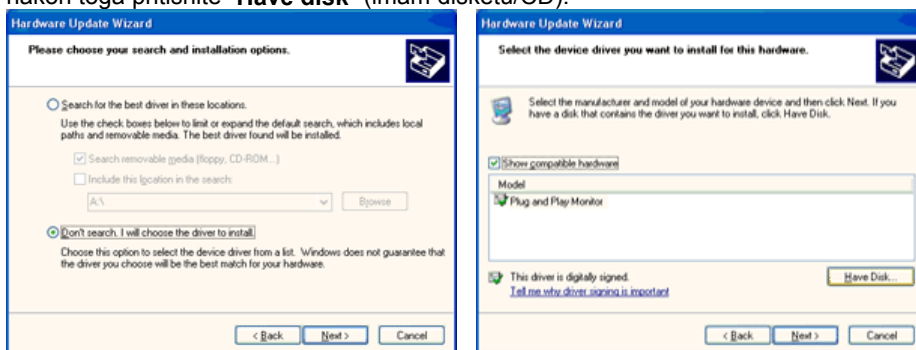 nakon toga pritisnite "Have disk" (imam disketa/CD).
Hardware Update Wizard
Please choose your search and installation options.
Search for the best driver in these locations.
Use the check boxes below to limit or expand the default search, which includes local
paths and removable media. The best driver found will be installed.
Search removable media (floppy, CD-ROM...)
Include this location in the search:
A:\
Browse
Don't search. I will choose the driver to install.
Choose this option to select the device driver from a list. Windows does not guarantee that
the driver you choose will be the best match for your hardware.
< Back
Next >
Cancel
Hardware Update Wizard
Select the device driver you want to install for this hardware.
Select the manufacturer and model of your hardware device and then click Next. If you
have a disk that contains the driver you want to install, click Have Disk.
Show compatible hardware
Model
Plug and Play Monitor
This driver is digitally signed.
Tell me why driver signing is important
Have Disk...
< Back
Next >
Cancel